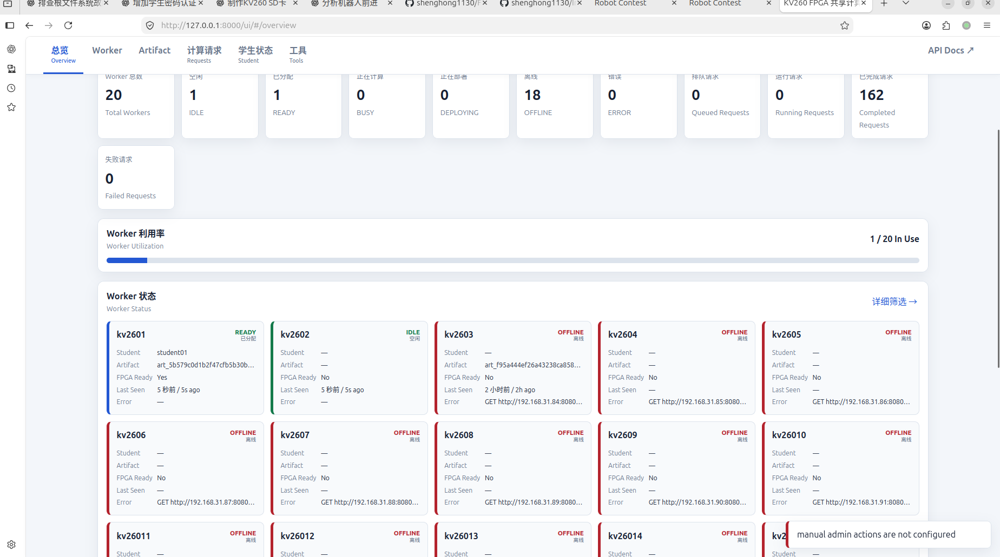 排查根文件系统故
增加学生密码认证
制作KV260 SD卡
分析机器人前进
shenghong1130/F
shenghong1130/li
Robot Contest
Robot Contest
KV260 FPGA 共享计算
http://127.0.0.1:8000/ui/#/overview
总览
Overview
Worker
Artifact
计算请求
Requests
学生状态
Student
工具
Tools
API Docs ↗
Worker 总数
20
Total Workers
空闲
1
IDLE
已分配
1
READY
正在计算
0
BUSY
正在部署
0
DEPLOYING
离线
18
OFFLINE
错误
0
ERROR
排队请求
0
Queued Requests
运行请求
0
Running Requests
已完成请求
162
Completed
Requests
失败请求
0
Failed Requests
Worker 利用率
Worker Utilization
1 / 20 In Use
Worker 状态
Worker Status
详细筛选 →
kv2601
READY
已分配
Student student01
Artifact art_5b579c0d1b2f47cfb5b30b...
FPGA Ready Yes
Last Seen 5 秒前 / 5s ago
Error —
kv2602
IDLE
空闲
Student —
Artifact —
FPGA Ready No
Last Seen 5 秒前 / 5s ago
Error —
kv2603
OFFLINE
离线
Student —
Artifact art_f95a444ef26a43238ca858...
FPGA Ready No
Last Seen 2 小时前 / 2h ago
Error GET http://192.168.31.84:8080...
kv2604
OFFLINE
离线
Student —
Artifact —
FPGA Ready No
Last Seen —
Error GET http://192.168.31.85:8080...
kv2605
OFFLINE
离线
Student —
Artifact —
FPGA Ready No
Last Seen —
Error GET http://192.168.31.86:8080...
kv2606
OFFLINE
离线
Student —
Artifact —
FPGA Ready No
Last Seen —
Error GET http://192.168.31.87:8080...
kv2607
OFFLINE
离线
Student —
Artifact —
FPGA Ready No
Last Seen —
Error GET http://192.168.31.88:8080...
kv2608
OFFLINE
离线
Student —
Artifact —
FPGA Ready No
Last Seen —
Error GET http://192.168.31.89:8080...
kv2609
OFFLINE
离线
Student —
Artifact —
FPGA Ready No
Last Seen —
Error GET http://192.168.31.90:8080...
kv26010
OFFLINE
离线
Student —
Artifact —
FPGA Ready No
Last Seen —
Error GET http://192.168.31.91:8080...
kv26011
OFFLINE
离线
Student —
kv26012
OFFLINE
离线
Student —
kv26013
OFFLINE
离线
Student —
kv26014
OFFLINE
离线
Student —
kv2
manual admin actions are not configured